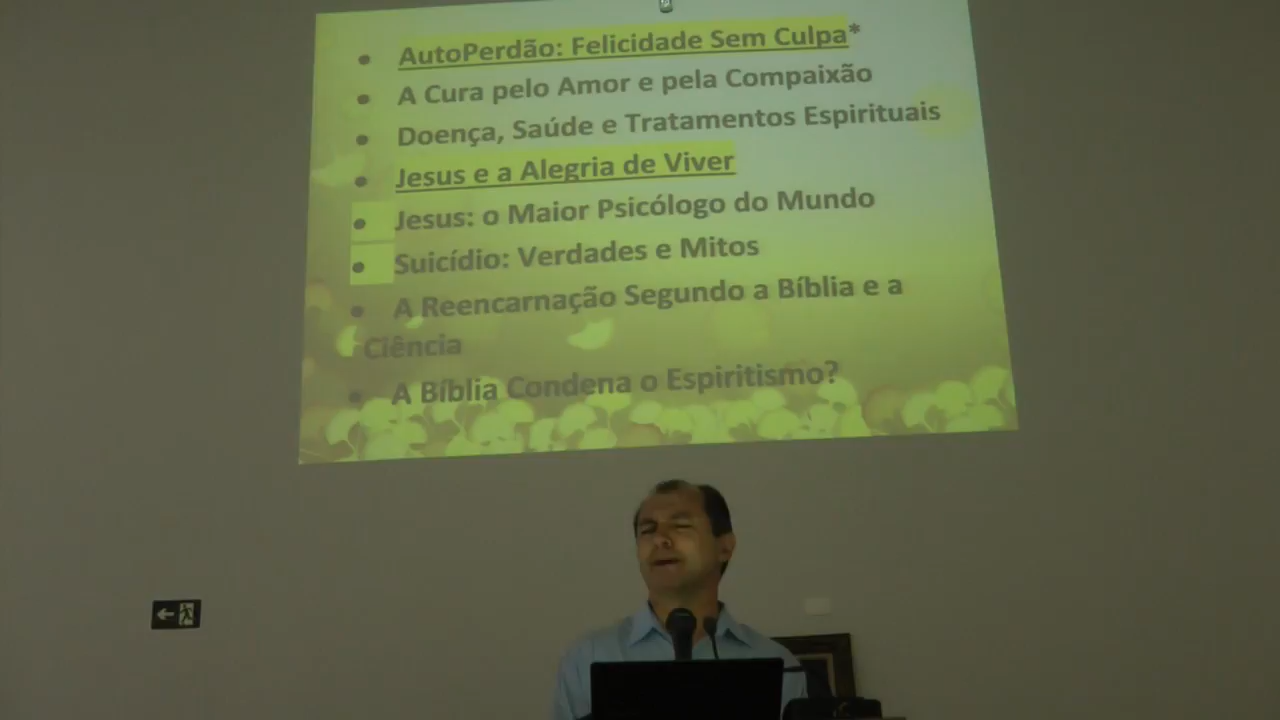 • AutoPerdão: Felicidade Sem Culpa*
• A Cura pelo Amor e pela Compaixão
• Doença, Saúde e Tratamentos Espirituais
• Jesus e a Alegria de Viver
• Jesus: o Maior Psicólogo do Mundo
• Suicídio: Verdades e Mitos
• A Reencarnação Segundo a Bíblia e a
Ciência
• A Bíblia Condena o Espiritismo?